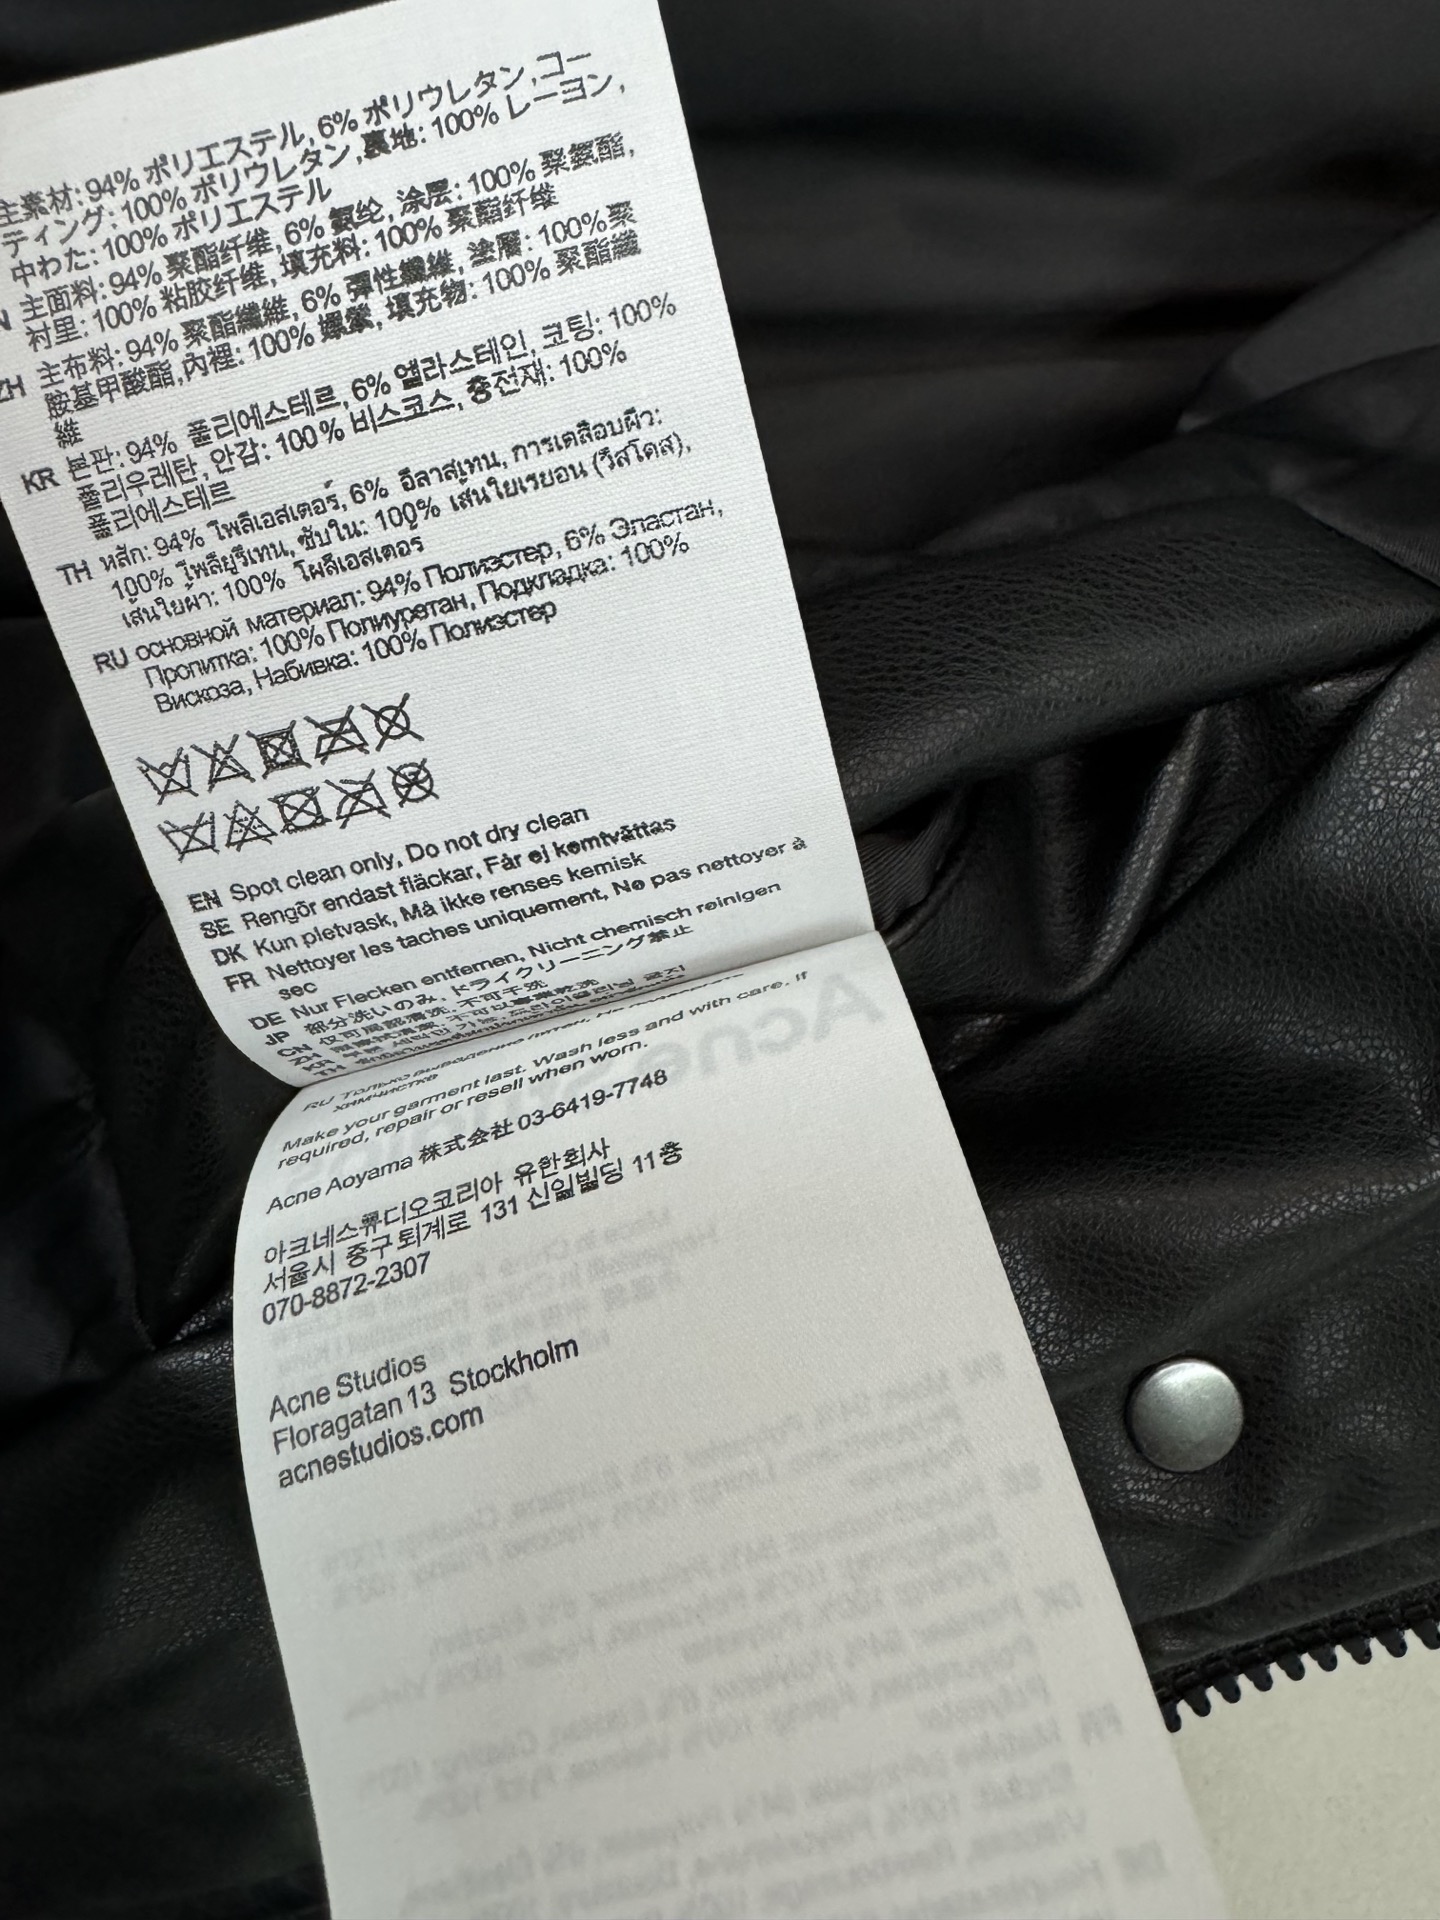 主素材: 94% ポリエステル, 6% ポリウレタン, コー
ティング: 100% ポリウレタン, 裏地: 100% レーヨン,
中わた: 100% ポリエステル
主面料: 94% 聚酯纤维, 6% 氨纶, 涂层: 100% 聚氨酯,
衬里: 100% 粘胶纤维, 填充料: 100% 聚酯纤维
ZH 主布料: 94% 聚酯纖維, 6% 彈性纖維, 塗層: 100% 聚
胺基甲酸酯, 內裡: 100% 嫘縈, 填充物: 100% 聚酯纖
維
KR 본판: 94% 폴리에스테르, 6% 엘라스테인, 코팅: 100%
폴리우레탄, 안감: 100% 비스코스, 충전재: 100%
폴리에스테르
TH หลัก: 94% โพลีเอสเตอร์, 6% อีลาสเทน, การเคลือบผิว:
100% โพลียูรีเทน, ซับใน: 100% เส้นใยเรยอน (วิสโคส),
เส้นใยผ้า: 100% โพลีเอสเตอร์
RU основной материал: 94% Полиэстер, 6% Эластан,
Пропитка: 100% Полиуретан, Подкладка: 100%
Вискоза, Набивка: 100% Полиэстер
EN Spot clean only, Do not dry clean
SE Rengör endast fläckar, Får ej kemtvättas
DK Kun pletvask, Må ikke renses kemisk
FR Nettoyer les taches uniquement, Ne pas nettoyer à
sec
DE Nur Flecken entfernen, Nicht chemisch reinigen
JP 部分洗いのみ, ドライクリーニング禁止
CN 仅可局部清洗, 不可干洗
ZH
KR
TH
RU Только выведение пятен,
химчистке
Make your garment last. Wash less and with care. If
required, repair or resell when worn.
Acne Aoyama 株式会社 03-6419-7748
아크네스튜디오코리아 유한회사
서울시 중구 퇴계로 131 신일빌딩 11층
070-8872-2307
Acne Studios
Floragatan 13 Stockholm
acnestudios.com